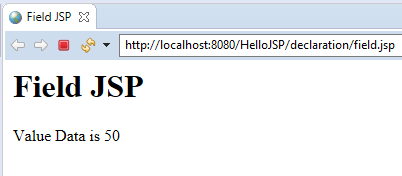 Field JSP
http://localhost:8080/HelloJSP/declaration/field.jsp
Field JSP
Value Data is 50